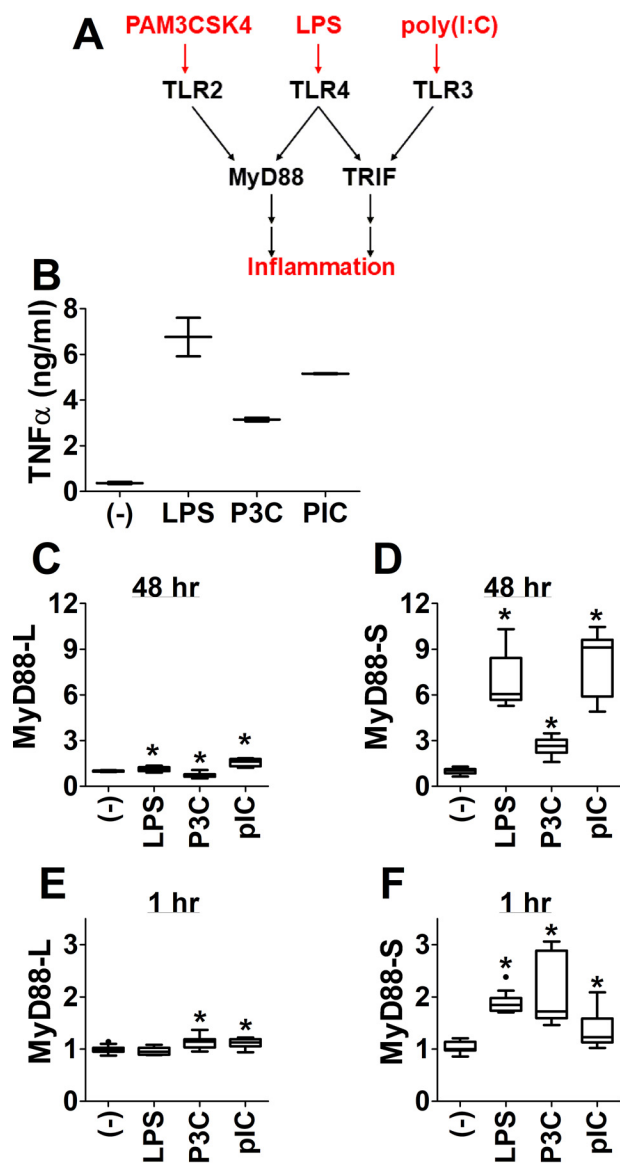 A
PAM3CSK4 LPS poly(I:C)
TLR2 TLR4 TLR3
MyD88 TRIF
Inflammation
B
TNFα (ng/ml)
8
6
4
2
0
(-) LPS P3C PIC
C
48 hr
MyD88-L
12
9
6
3
0
* * *
(-) LPS P3C pIC
D
48 hr
MyD88-S
12
9
6
3
0
* * *
(-) LPS P3C pIC
E
1 hr
MyD88-L
3
2
1
0
* *
(-) LPS P3C pIC
F
1 hr
MyD88-S
3
2
1
0
* * *
(-) LPS P3C pIC